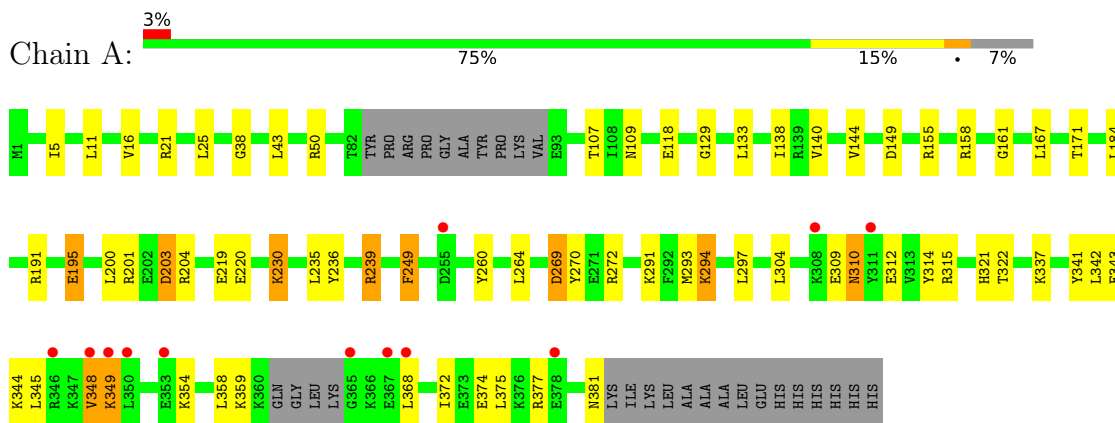 3%
Chain A:
75% 15% • 7%
M1 I5 L11 V16 R21 L25 G38 L43 R50 T82 TYR PRO ARG PRO GLY ALA TYR PRO LYS VAL E93 T107 I108 N109 E118 G129 L133 I138 R139 V140 V144 D149 R155 R158 G161 L167 T171 L184
R191 E195 L200 R201 E202 D203 R204 E219 E220 K230 L235 Y236 R239 F249 D255 Y260 L264 D269 Y270 E271 R272 K291 F292 M293 K294 L297 L304 K308 E309 N310 Y311 E312 V313 Y314 R315 H321 T322 K337 Y341 L342 E343
K344 L345 R346 K347 V348 K349 L350 E353 K354 L358 K359 K360 GLN GLY LEU LYS G365 K366 E367 L368 I372 E373 E374 L375 K376 R377 E378 N381 LYS ILE LYS LEU ALA ALA ALA LEU GLU HIS HIS HIS HIS HIS HIS